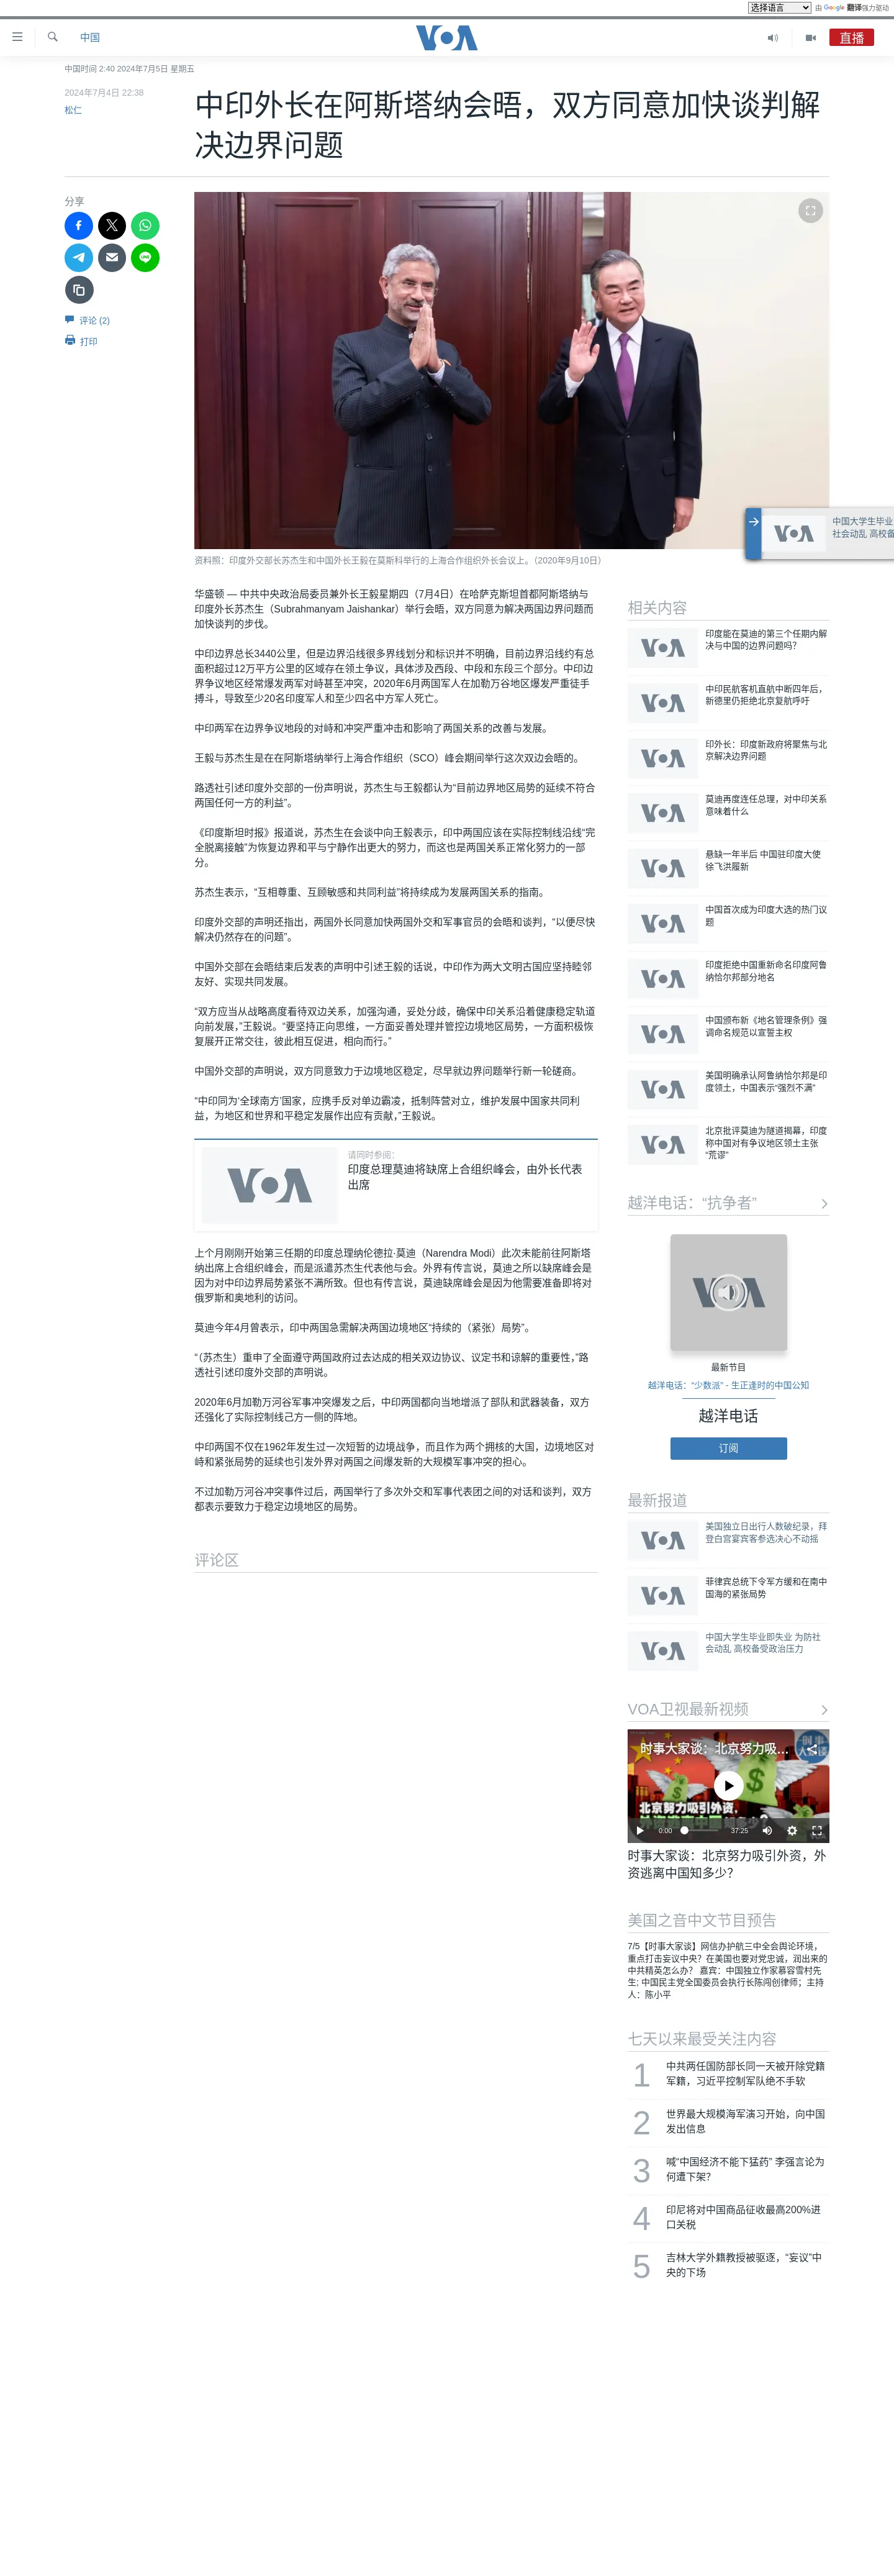 选择语言 由 Google 翻译强力驱动
中国
VOA
直播
中国时间 2:40 2024年7月5日 星期五
2024年7月4日 22:38
松仁
中印外长在阿斯塔纳会晤，双方同意加快谈判解
决边界问题
分享
评论 (2)
打印
资料照：印度外交部长苏杰生和中国外长王毅在莫斯科举行的上海合作组织外长会议上。（2020年9月10日）
VOA
中国大学生毕业
社会动乱 高校备
华盛顿 — 中共中央政治局委员兼外长王毅星期四（7月4日）在哈萨克斯坦首都阿斯塔纳与
印度外长苏杰生（Subrahmanyam Jaishankar）举行会晤，双方同意为解决两国边界问题而
加快谈判的步伐。
中印边界总长3440公里，但是边界沿线很多界线划分和标识并不明确，目前边界沿线约有总
面积超过12万平方公里的区域存在领土争议，具体涉及西段、中段和东段三个部分。中印边
界争议地区经常爆发两军对峙甚至冲突，2020年6月两国军人在加勒万谷地区爆发严重徒手
搏斗，导致至少20名印度军人和至少四名中方军人死亡。
中印两军在边界争议地段的对峙和冲突严重冲击和影响了两国关系的改善与发展。
王毅与苏杰生是在在阿斯塔纳举行上海合作组织（SCO）峰会期间举行这次双边会晤的。
路透社引述印度外交部的一份声明说，苏杰生与王毅都认为“目前边界地区局势的延续不符合
两国任何一方的利益”。
《印度斯坦时报》报道说，苏杰生在会谈中向王毅表示，印中两国应该在实际控制线沿线“完
全脱离接触”为恢复边界和平与宁静作出更大的努力，而这也是两国关系正常化努力的一部
分。
苏杰生表示，“互相尊重、互顾敏感和共同利益”将持续成为发展两国关系的指南。
印度外交部的声明还指出，两国外长同意加快两国外交和军事官员的会晤和谈判，“以便尽快
解决仍然存在的问题”。
中国外交部在会晤结束后发表的声明中引述王毅的话说，中印作为两大文明古国应坚持睦邻
友好、实现共同发展。
“双方应当从战略高度看待双边关系，加强沟通，妥处分歧，确保中印关系沿着健康稳定轨道
向前发展，”王毅说。“要坚持正向思维，一方面妥善处理并管控边境地区局势，一方面积极恢
复展开正常交往，彼此相互促进，相向而行。”
中国外交部的声明说，双方同意致力于边境地区稳定，尽早就边界问题举行新一轮磋商。
“中印同为‘全球南方’国家，应携手反对单边霸凌，抵制阵营对立，维护发展中国家共同利
益，为地区和世界和平稳定发展作出应有贡献，”王毅说。
VOA
请同时参阅：
印度总理莫迪将缺席上合组织峰会，由外长代表
出席
上个月刚刚开始第三任期的印度总理纳伦德拉·莫迪（Narendra Modi）此次未能前往阿斯塔
纳出席上合组织峰会，而是派遣苏杰生代表他与会。外界有传言说，莫迪之所以缺席峰会是
因为对中印边界局势紧张不满所致。但也有传言说，莫迪缺席峰会是因为他需要准备即将对
俄罗斯和奥地利的访问。
莫迪今年4月曾表示，印中两国急需解决两国边境地区“持续的（紧张）局势”。
“（苏杰生）重申了全面遵守两国政府过去达成的相关双边协议、议定书和谅解的重要性，”路
透社引述印度外交部的声明说。
2020年6月加勒万河谷军事冲突爆发之后，中印两国都向当地增派了部队和武器装备，双方
还强化了实际控制线己方一侧的阵地。
中印两国不仅在1962年发生过一次短暂的边境战争，而且作为两个拥核的大国，边境地区对
峙和紧张局势的延续也引发外界对两国之间爆发新的大规模军事冲突的担心。
不过加勒万河谷冲突事件过后，两国举行了多次外交和军事代表团之间的对话和谈判，双方
都表示要致力于稳定边境地区的局势。
评论区
相关内容
VOA
印度能在莫迪的第三个任期内解
决与中国的边界问题吗？
VOA
中印民航客机直航中断四年后，
新德里仍拒绝北京复航呼吁
VOA
印外长：印度新政府将聚焦与北
京解决边界问题
VOA
莫迪再度连任总理，对中印关系
意味着什么
VOA
悬缺一年半后 中国驻印度大使
徐飞洪履新
VOA
中国首次成为印度大选的热门议
题
VOA
印度拒绝中国重新命名印度阿鲁
纳恰尔邦部分地名
VOA
中国颁布新《地名管理条例》强
调命名规范以宣誓主权
VOA
美国明确承认阿鲁纳恰尔邦是印
度领土，中国表示“强烈不满”
VOA
北京批评莫迪为隧道揭幕，印度
称中国对有争议地区领土主张
“荒谬”
越洋电话：“抗争者”
VOA
最新节目
越洋电话：“少数派” - 生正逢时的中国公知
越洋电话
订阅
最新报道
VOA
美国独立日出行人数破纪录，拜
登白宫宴宾客参选决心不动摇
VOA
菲律宾总统下令军方缓和在南中
国海的紧张局势
VOA
中国大学生毕业即失业 为防社
会动乱 高校备受政治压力
VOA卫视最新视频
时事大家谈：北京努力吸...
北京努力吸引外资，
0:00
37:25
时事大家谈：北京努力吸引外资，外
资逃离中国知多少？
美国之音中文节目预告
7/5【时事大家谈】网信办护航三中全会舆论环境，
重点打击妄议中央？在美国也要对党忠诚，润出来的
中共精英怎么办？ 嘉宾：中国独立作家慕容雪村先
生; 中国民主党全国委员会执行长陈闯创律师；主持
人：陈小平
七天以来最受关注内容
1
中共两任国防部长同一天被开除党籍
军籍，习近平控制军队绝不手软
2
世界最大规模海军演习开始，向中国
发出信息
3
喊“中国经济不能下猛药” 李强言论为
何遭下架？
4
印尼将对中国商品征收最高200%进
口关税
5
吉林大学外籍教授被驱逐，“妄议”中
央的下场